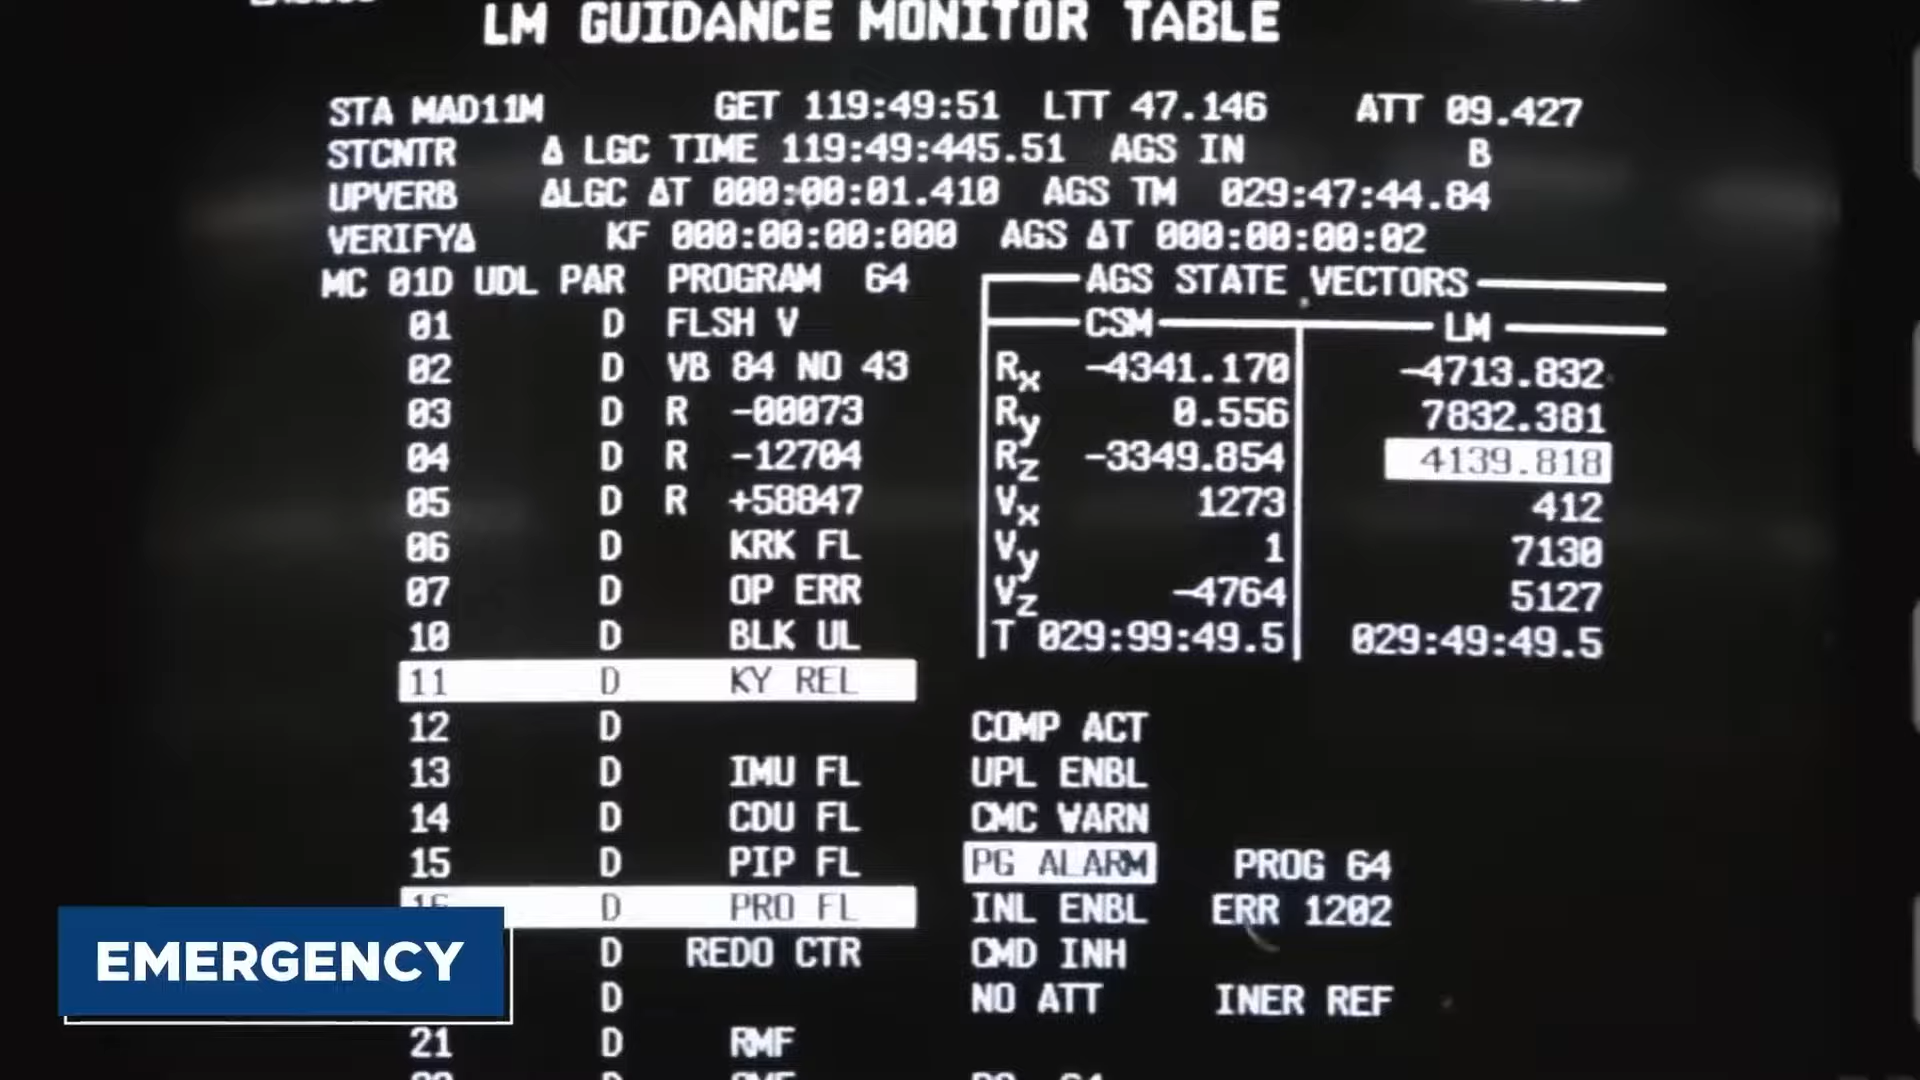 LM GUIDANCE MONITOR TABLE
STA MAD11M GET 119:49:51 LTT 47.146 ATT 09.427
STCNTR Δ LGC TIME 119:49:445.51 AGS IN B
UPVERB ΔLGC ΔT 000:00:01.410 AGS TM 029:47:44.84
VERIFYΔ KF 000:00:00:000 AGS ΔT 000:00:00:02
MC 01D UDL PAR PROGRAM 64
01 D FLSH V
02 D VB 84 NO 43
03 D R -00073
04 D R -12704
05 D R +58847
06 D KRK FL
07 D OP ERR
10 D BLK UL
11 D KY REL
12 D
13 D IMU FL
14 D CDU FL
15 D PIP FL
16 D PRO FL
D REDO CTR
D
21 D RMF
AGS STATE VECTORS
CSM LM
Rx -4341.170 -4713.832
Ry 0.556 7832.381
Rz -3349.854 4139.818
Vx 1273 412
Vy 1 7130
Vz -4764 5127
T 029:99:49.5 029:49:49.5
COMP ACT
UPL ENBL
CMC WARN
PG ALARM PROG 64
INL ENBL ERR 1202
CMD INH
NO ATT INER REF
EMERGENCY